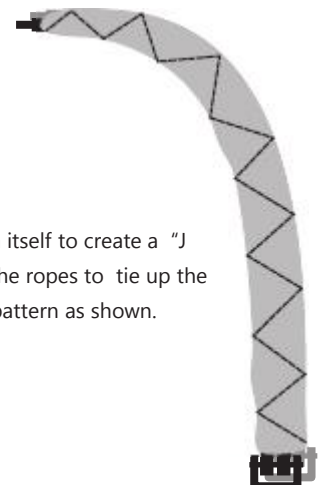 itself to create a “J
he ropes to tie up the
pattern as shown.